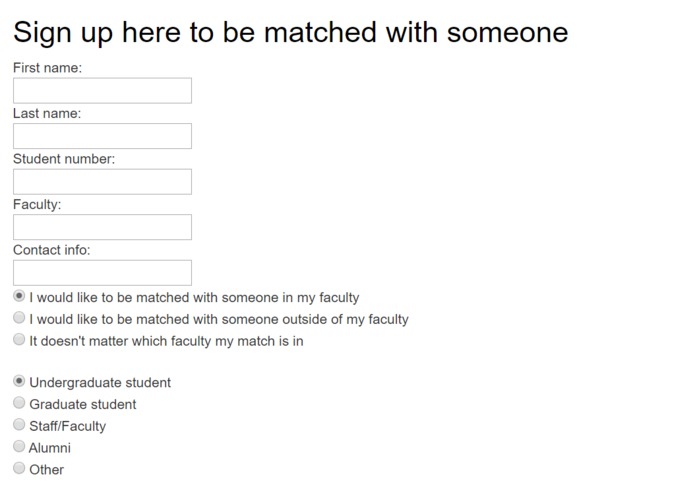 Sign up here to be matched with someone
First name:
Last name:
Student number:
Faculty:
Contact info:
I would like to be matched with someone in my faculty
I would like to be matched with someone outside of my faculty
It doesn't matter which faculty my match is in
Undergraduate student
Graduate student
Staff/Faculty
Alumni
Other